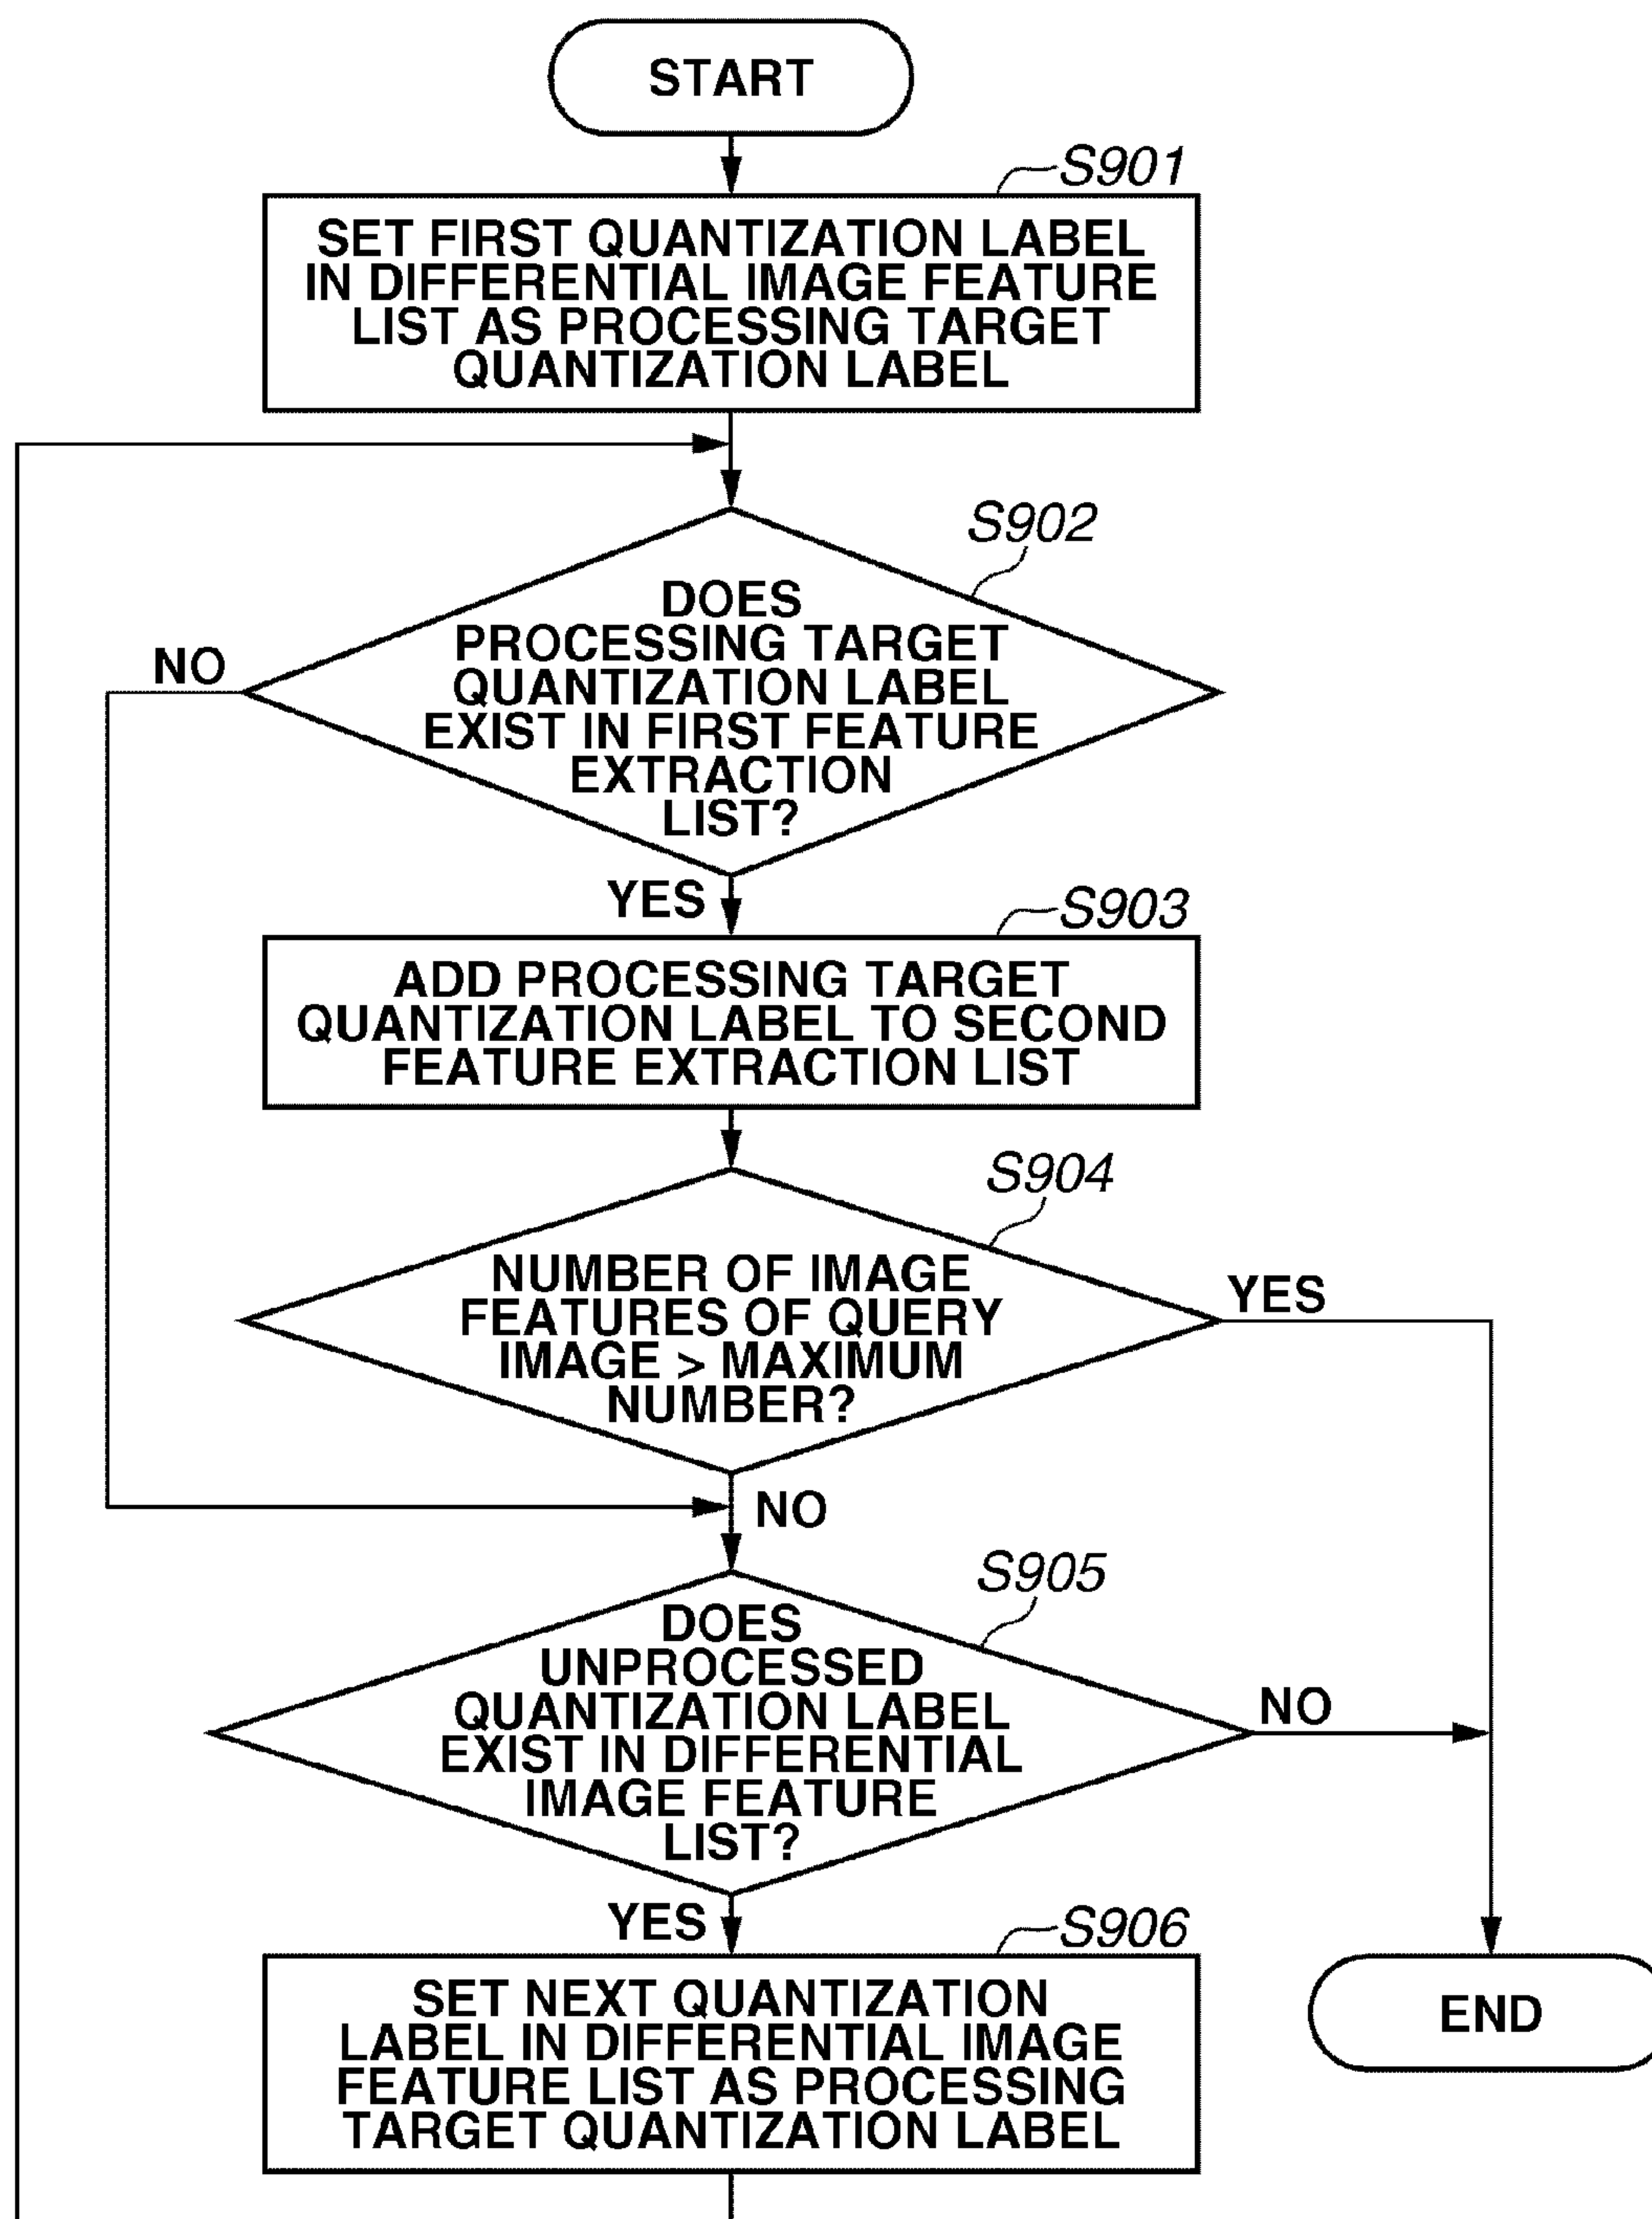 START
S901
SET FIRST QUANTIZATION LABEL
IN DIFFERENTIAL IMAGE FEATURE
LIST AS PROCESSING TARGET
QUANTIZATION LABEL
S902
DOES
PROCESSING TARGET
QUANTIZATION LABEL
EXIST IN FIRST FEATURE
EXTRACTION
LIST?
NO
YES
S903
ADD PROCESSING TARGET
QUANTIZATION LABEL TO SECOND
FEATURE EXTRACTION LIST
S904
NUMBER OF IMAGE
FEATURES OF QUERY
IMAGE > MAXIMUM
NUMBER?
YES
NO
S905
DOES
UNPROCESSED
QUANTIZATION LABEL
EXIST IN DIFFERENTIAL
IMAGE FEATURE
LIST?
NO
YES
S906
SET NEXT QUANTIZATION
LABEL IN DIFFERENTIAL IMAGE
FEATURE LIST AS PROCESSING
TARGET QUANTIZATION LABEL
END